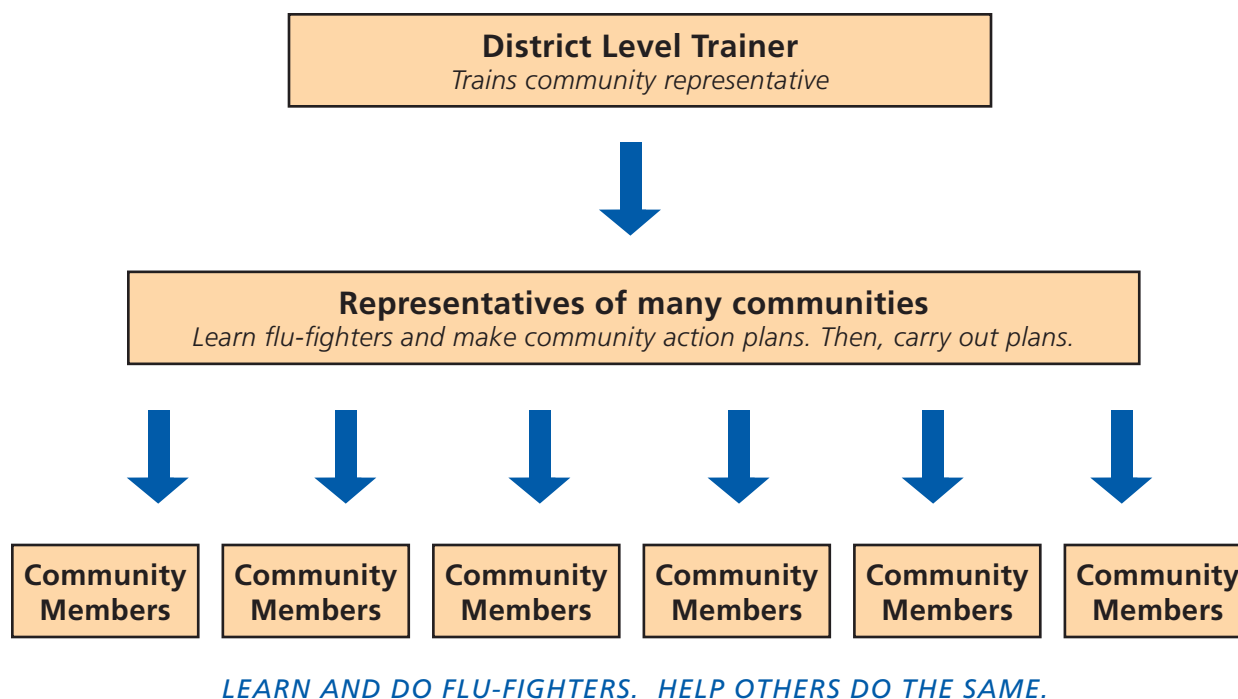 District Level Trainer
Trains community representative
Representatives of many communities
Learn flu-fighters and make community action plans. Then, carry out plans.
Community
Members
Community
Members
Community
Members
Community
Members
Community
Members
Community
Members
LEARN AND DO FLU-FIGHTERS. HELP OTHERS DO THE SAME.